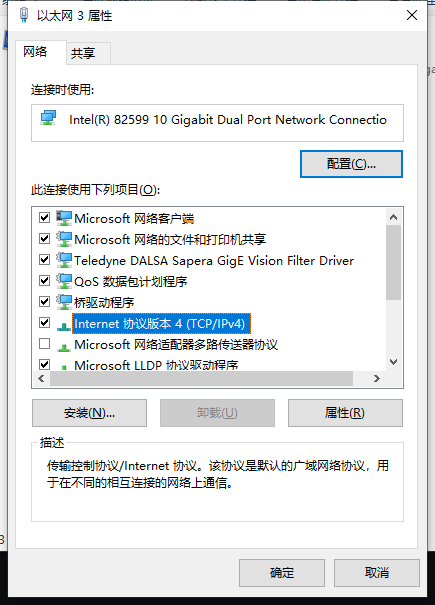 以太网 3 属性
网络
共享
连接时使用:
Intel(R) 82599 10 Gigabit Dual Port Network Connectio
配置(C)...
此连接使用下列项目(O):
Microsoft 网络客户端
Microsoft 网络的文件和打印机共享
Teledyne DALSA Sapera GigE Vision Filter Driver
QoS 数据包计划程序
桥驱动程序
Internet 协议版本 4 (TCP/IPv4)
Microsoft 网络适配器多路传送器协议
Microsoft LLDP 协议驱动程序
安装(N)...
卸载(U)
属性(R)
描述
传输控制协议/Internet 协议。该协议是默认的广域网络协议，用
于在不同的相互连接的网络上通信。
确定
取消